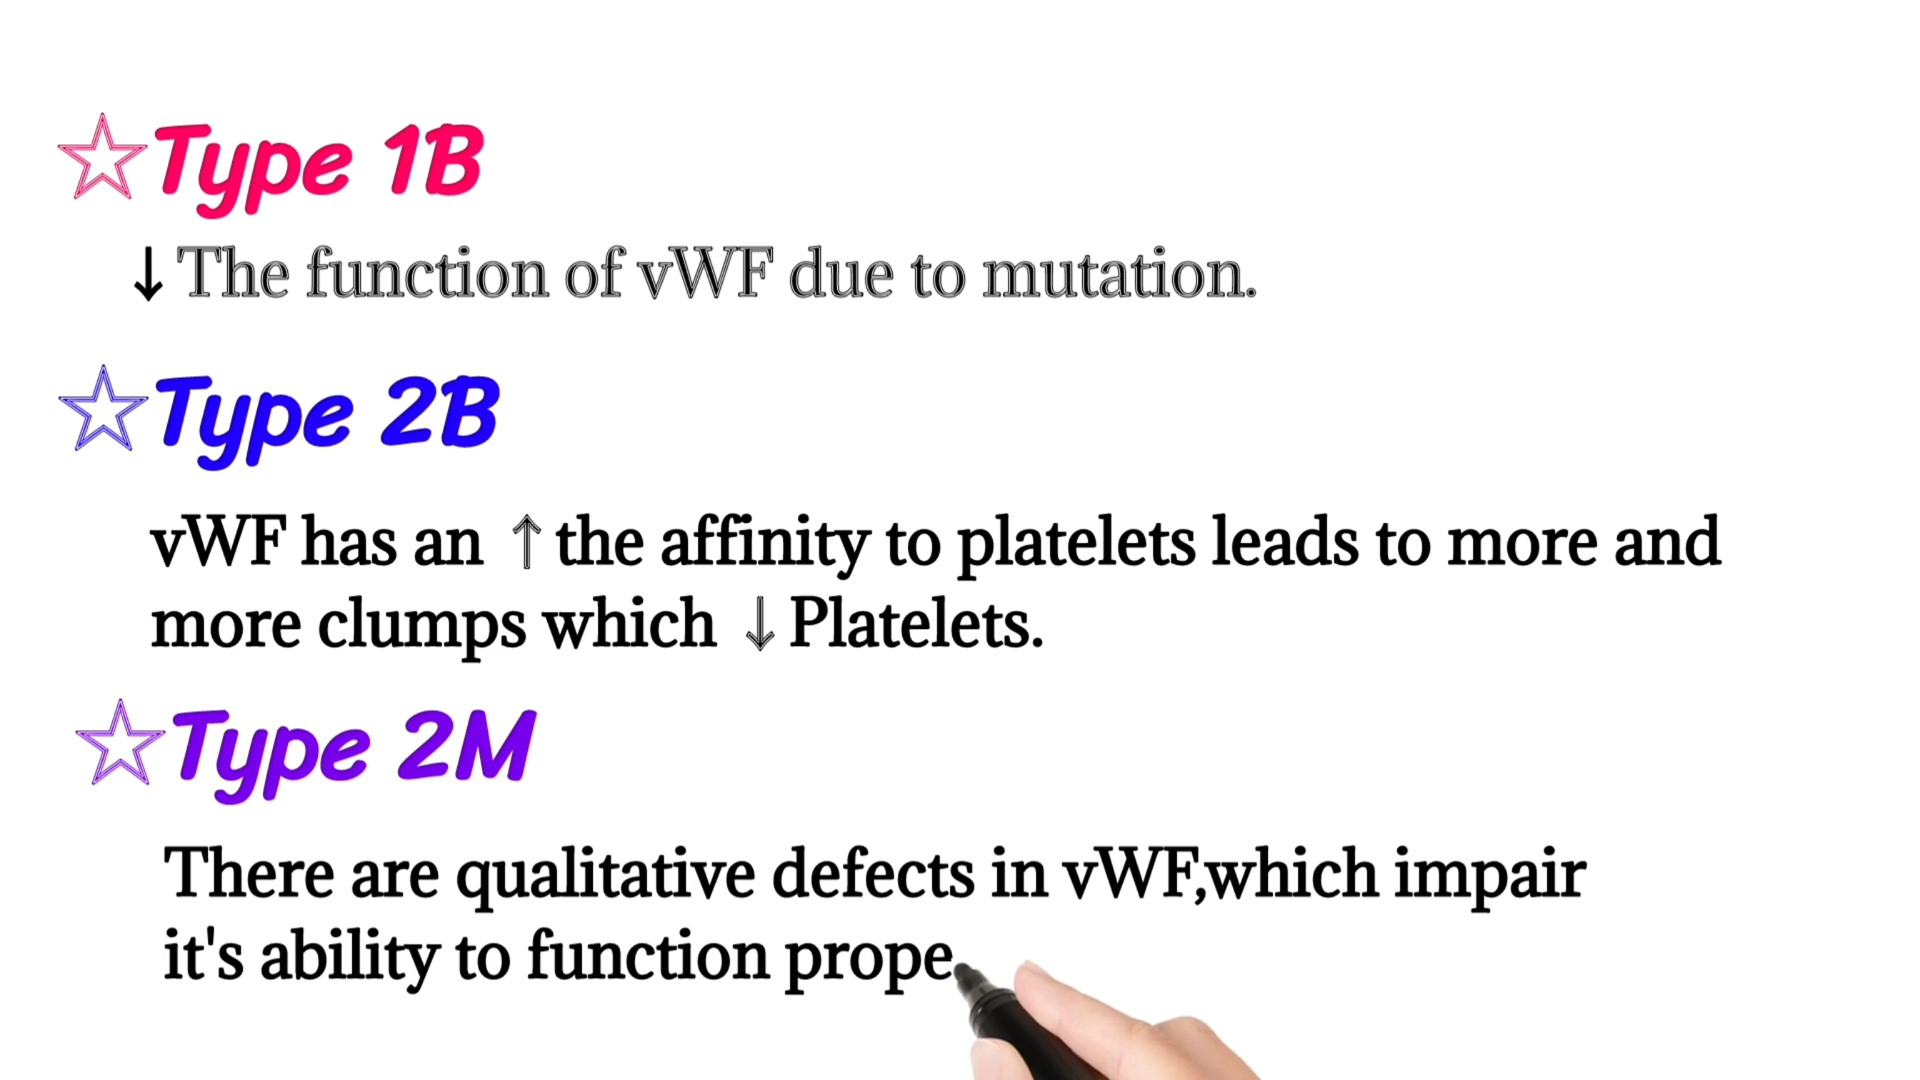 ☆Type 1B
↓The function of vWF due to mutation.
☆Type 2B
vWF has an ↑the affinity to platelets leads to more and
more clumps which ↓Platelets.
☆Type 2M
There are qualitative defects in vWF,which impair
it's ability to function prope